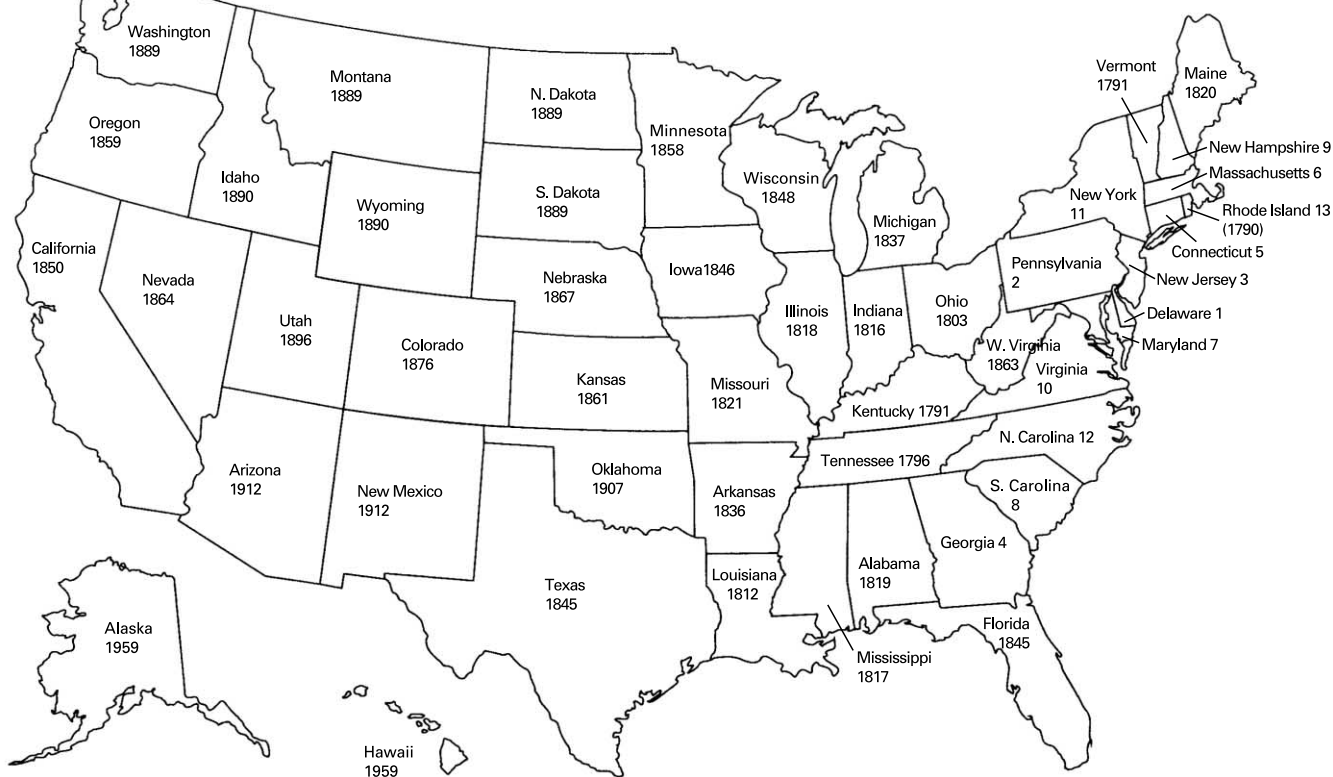 Washington
1889
Montana
1889
N. Dakota
1889
Minnesota
1858
Vermont
1791
Maine
1820
Oregon
1859
Idaho
1890
Wyoming
1890
S. Dakota
1889
Wisconsin
1848
Michigan
1837
New York
11
New Hampshire 9
Massachusetts 6
Rhode Island 13
(1790)
Connecticut 5
California
1850
Nevada
1864
Utah
1896
Colorado
1876
Nebraska
1867
Iowa1846
Illinois
1818
Indiana
1816
Ohio
1803
Pennsylvania
2
New Jersey 3
Delaware 1
Maryland 7
W. Virginia
1863
Virginia
10
Kansas
1861
Missouri
1821
Kentucky 1791
N. Carolina 12
Tennessee 1796
Arizona
1912
New Mexico
1912
Oklahoma
1907
Arkansas
1836
S. Carolina
8
Georgia 4
Alabama
1819
Louisiana
1812
Texas
1845
Mississippi
1817
Florida
1845
Alaska
1959
Hawaii
1959